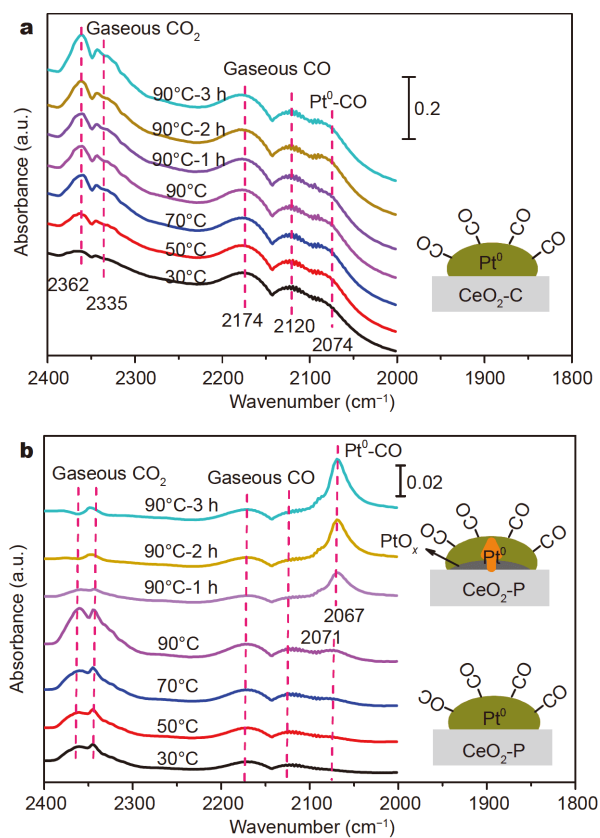 a
Gaseous CO2
90°C-3 h
Gaseous CO
Pt0-CO
0.2
90°C-2 h
90°C-1 h
90°C
70°C
50°C
30°C
2362
2335
2174
2120
2074
CO CO CO CO
Pt0
CeO2-C
Absorbance (a.u.)
2400 2300 2200 2100 2000 1900 1800
Wavenumber (cm−1)
b
Gaseous CO2
Gaseous CO
Pt0-CO
0.02
90°C-3 h
90°C-2 h
90°C-1 h
2067
2071
90°C
70°C
50°C
30°C
CO CO CO CO
PtOx
Pt0
CeO2-P
CO CO CO CO
Pt0
CeO2-P
Absorbance (a.u.)
2400 2300 2200 2100 2000 1900 1800
Wavenumber (cm−1)